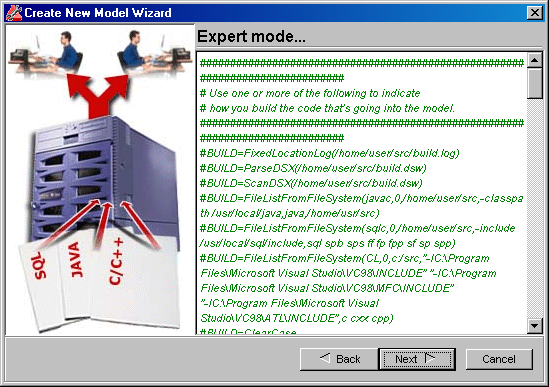 Create New Model Wizard
Expert mode...
######################################################
########################
# Use one or more of the following to indicate
# how you build the code that's going into the model.
######################################################
########################
#BUILD=FixedLocationLog(/home/user/src/build.log)
#BUILD=ParseDSX(/home/user/src/build.dsw)
#BUILD=ScanDSX(/home/user/src/build.dsw)
#BUILD=FileListFromFileSystem(javac,0,/home/user/src,-classpa
th /usr/local/java,java,/home/usr/src)
#BUILD=FileListFromFileSystem(sqlc,0,/home/user/src,-include
/usr/local/sql/include,sql spb sps ff fp fpp sf sp spp)
#BUILD=FileListFromFileSystem(CL,0,c:/src,"-IC:\Program
Files\Microsoft Visual Studio\VC98\INCLUDE" "-IC:\Program
Files\Microsoft Visual Studio\VC98\MFC\INCLUDE"
"-IC:\Program Files\Microsoft Visual
Studio\VC98\ATL\INCLUDE",c cxx cpp)
#BUILD=ClearCase
SQL
JAVA
C/C++
Back
Next
Cancel